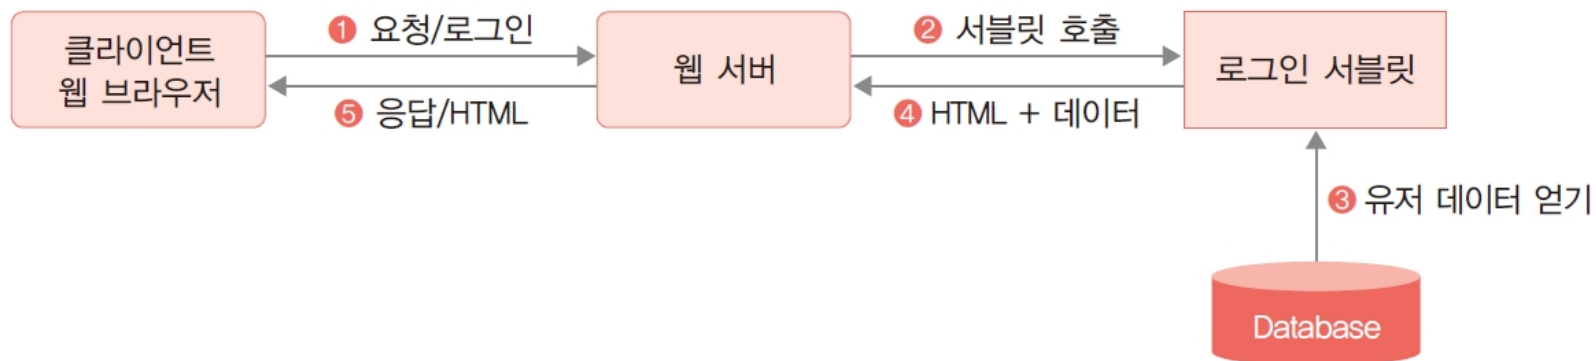 클라이언트
웹 브라우저
❶ 요청/로그인
❺ 응답/HTML
웹 서버
❷ 서블릿 호출
❹ HTML + 데이터
로그인 서블릿
❸ 유저 데이터 얻기
Database